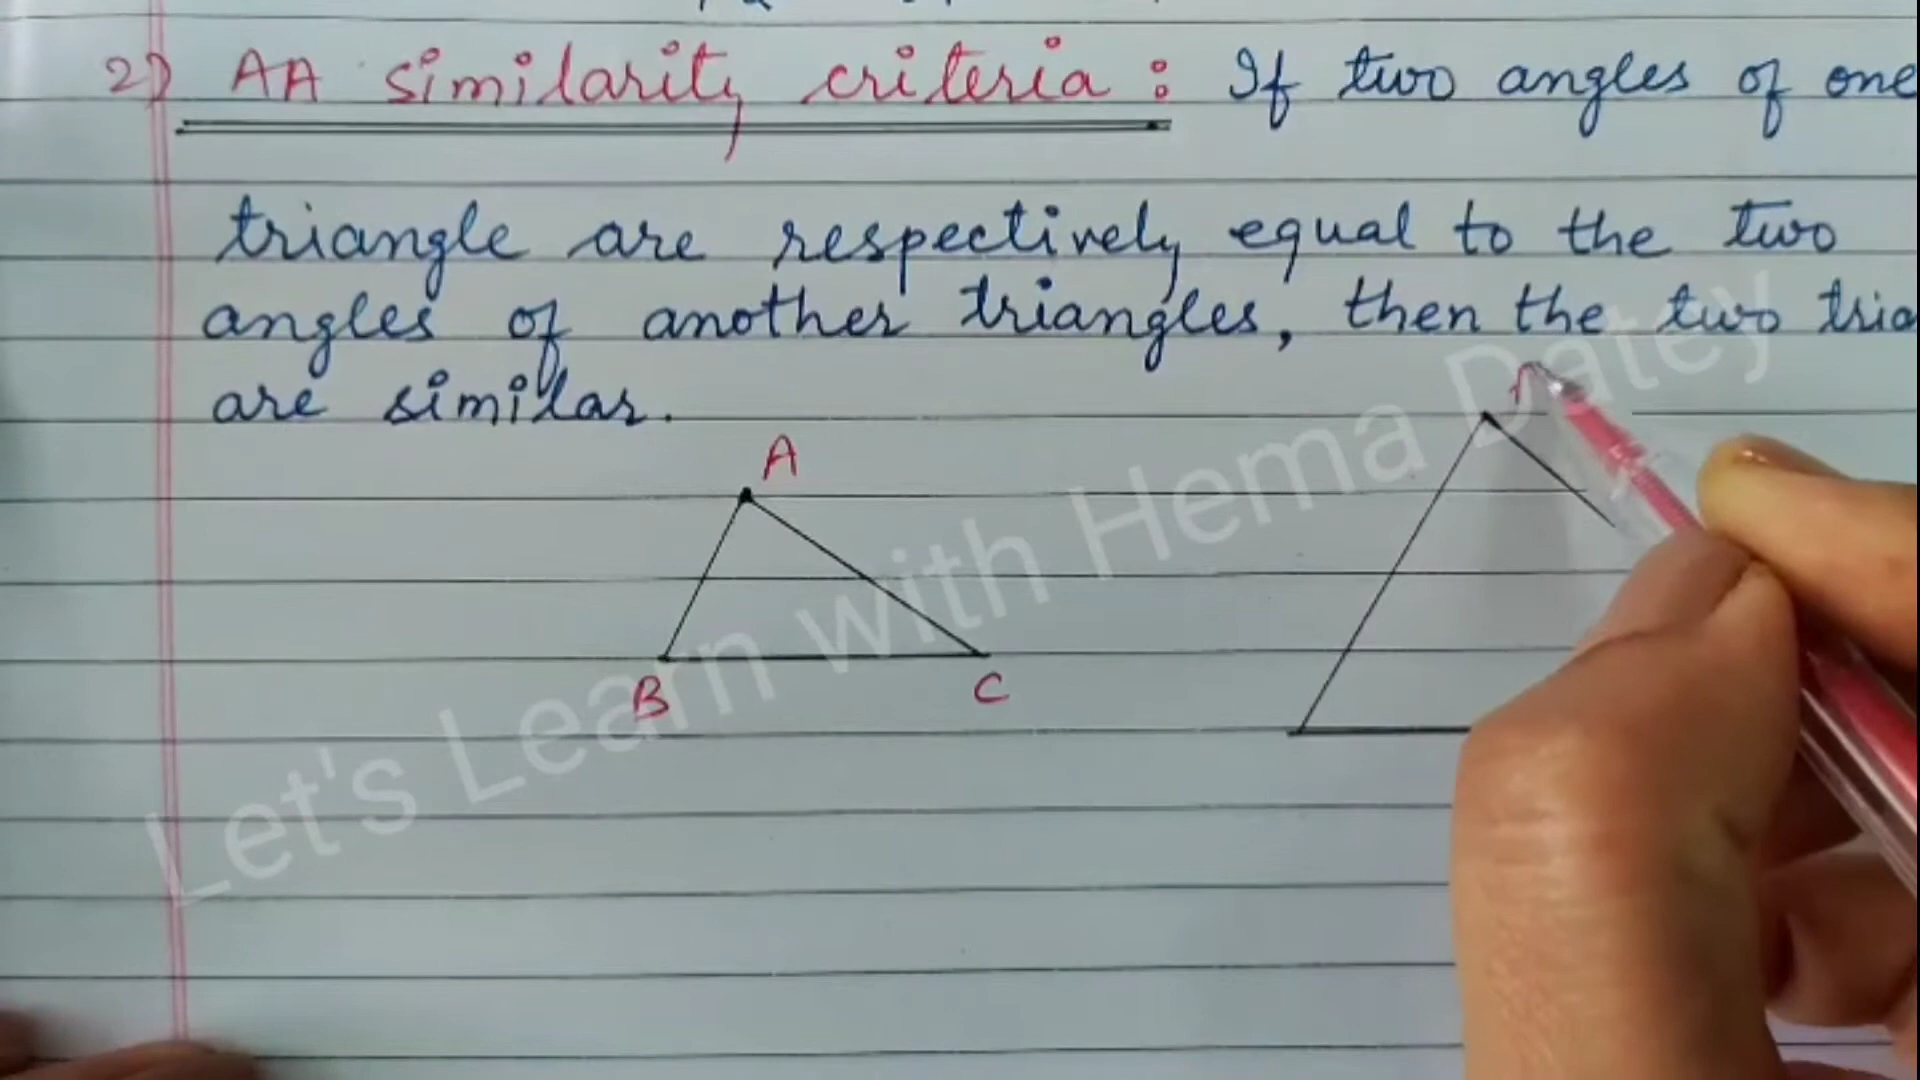 2) AA similarity criteria : If two angles of one
triangle are respectively equal to the two
angles of another triangles, then the two tria
are similar.
A
B
C
Let's Learn with Hema Datey